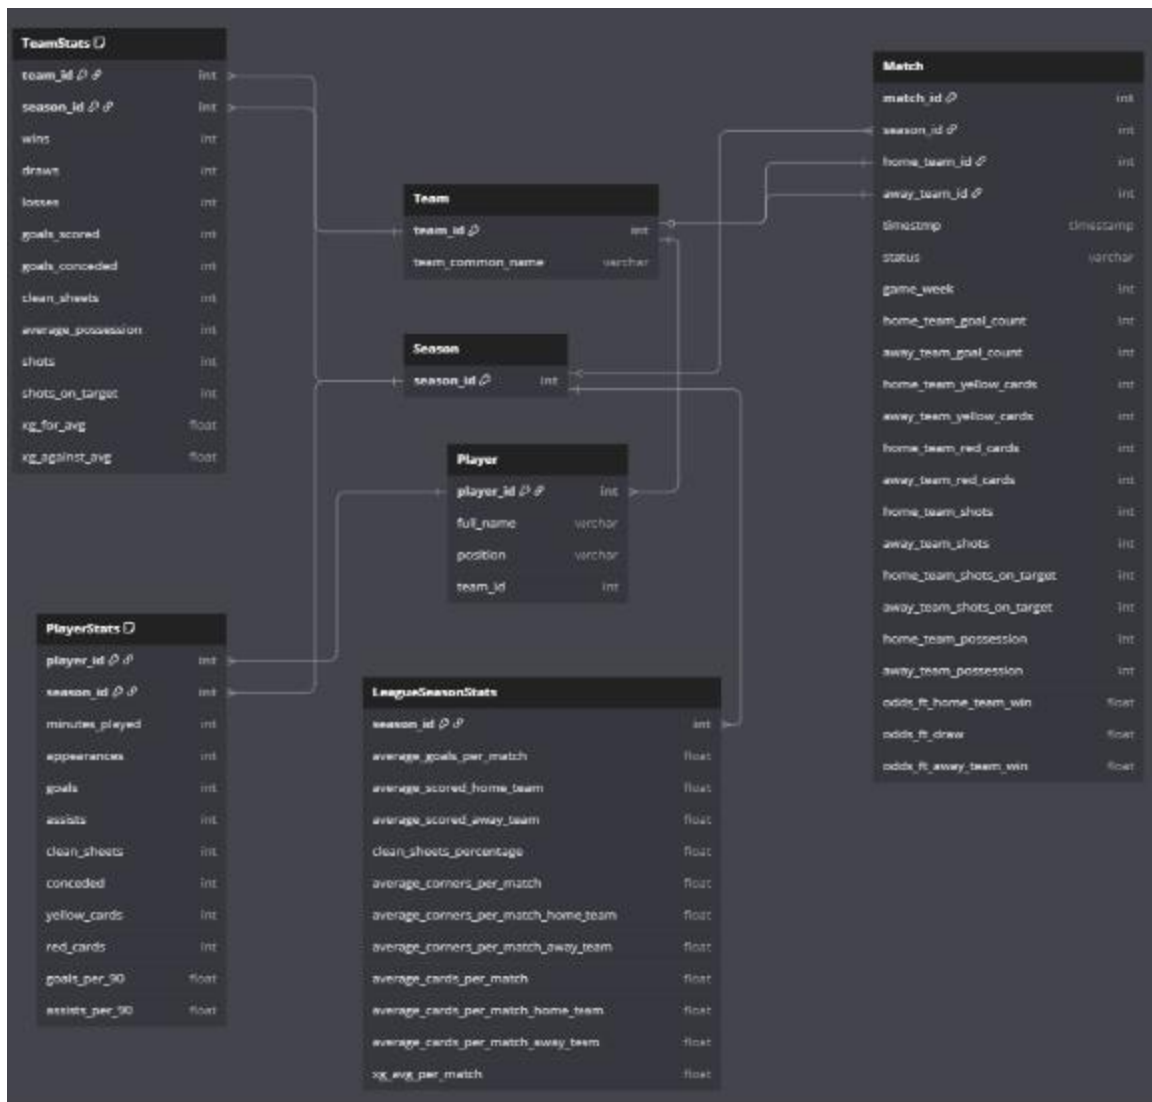 TeamStats
team_id int
season_id int
wins int
draws int
losses int
goals_scored int
goals_conceded int
clean_sheets int
average_possession int
shots int
shots_on_target int
xg_for_avg float
xg_against_avg float
Team
team_id int
team_common_name varchar
Season
season_id int
Player
player_id int
full_name varchar
position varchar
team_id int
Match
match_id int
season_id int
home_team_id int
away_team_id int
timestmp timestamp
status varchar
game_week int
home_team_goal_count int
away_team_goal_count int
home_team_yellow_cards int
away_team_yellow_cards int
home_team_red_cards int
away_team_red_cards int
home_team_shots int
away_team_shots int
home_team_shots_on_target int
away_team_shots_on_target int
home_team_possession int
away_team_possession int
odds_ft_home_team_win float
odds_ft_draw float
odds_ft_away_team_win float
PlayerStats
player_id int
season_id int
minutes_played int
appearances int
goals int
assists int
clean_sheets int
conceded int
yellow_cards int
red_cards int
goals_per_90 float
assists_per_90 float
LeagueSeasonStats
season_id int
average_goals_per_match float
average_scored_home_team float
average_scored_away_team float
clean_sheets_percentage float
average_corners_per_match float
average_corners_per_match_home_team float
average_corners_per_match_away_team float
average_cards_per_match float
average_cards_per_match_home_team float
average_cards_per_match_away_team float
xg_avg_per_match float